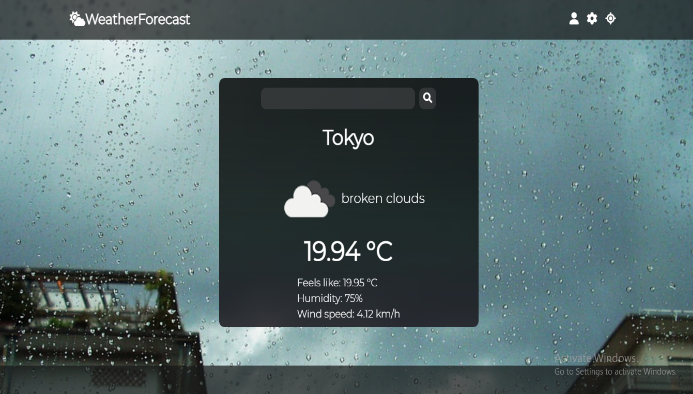 WeatherForecast
Tokyo
broken clouds
19.94 °C
Feels like: 19.95 °C
Humidity: 75%
Wind speed: 4.12 km/h
Activate Windows
Go to Settings to activate Windows.